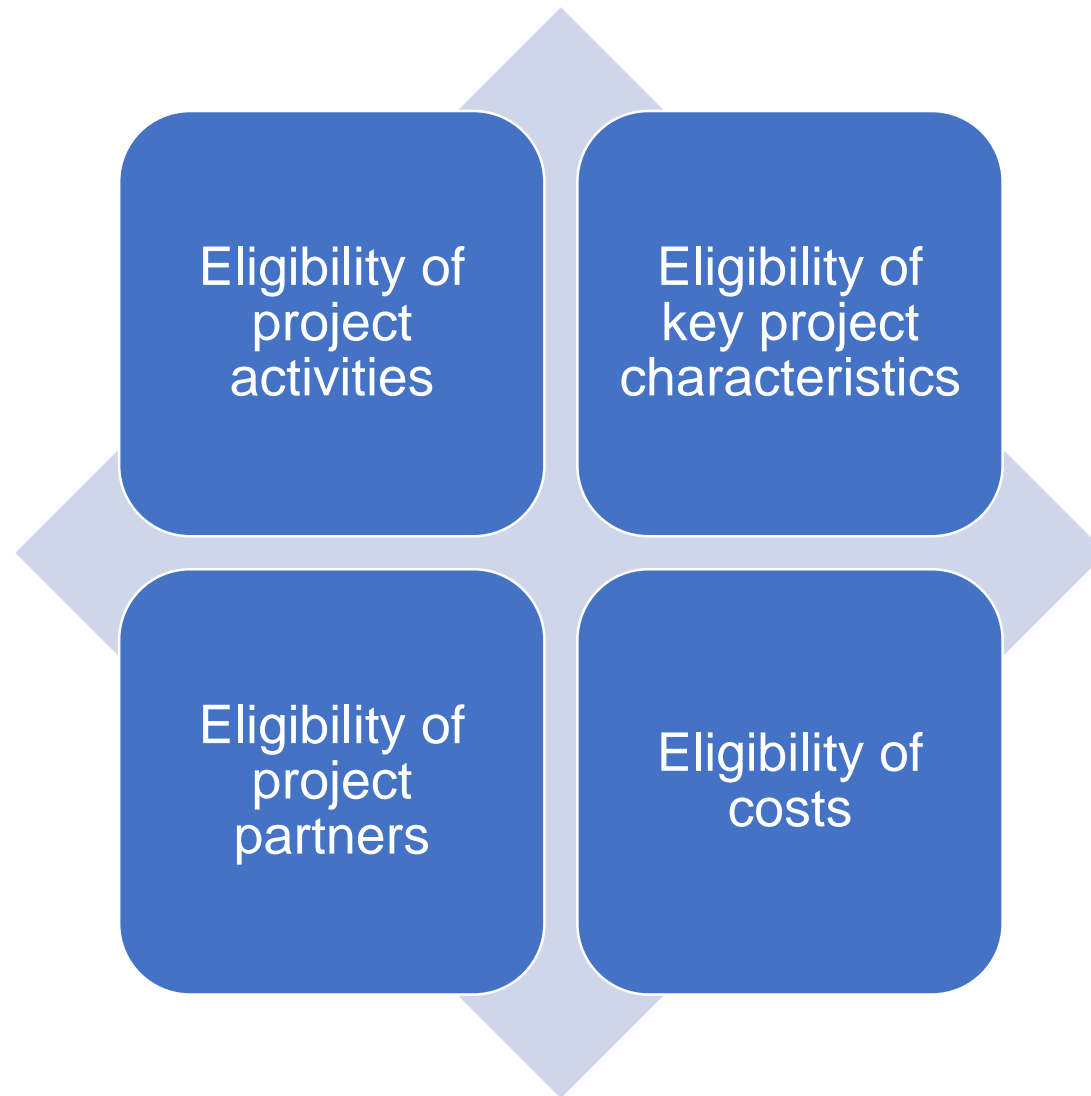 Eligibility of
project
activities
Eligibility of
key project
characteristics
Eligibility of
project
partners
Eligibility of
costs